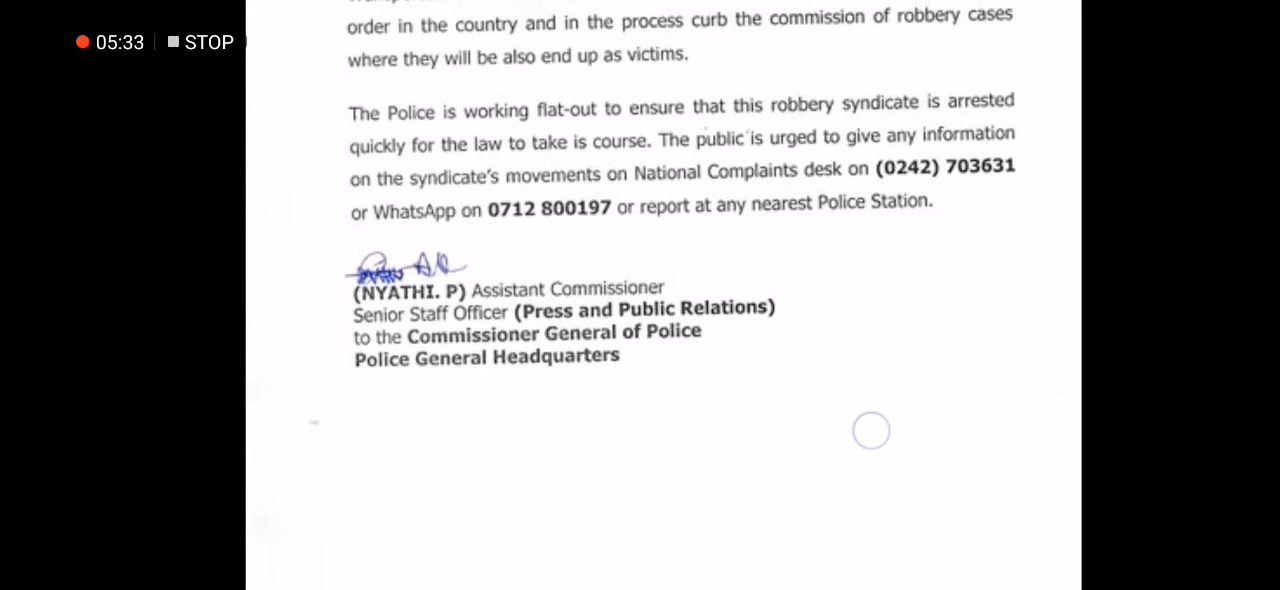 05:33 STOP
order in the country and in the process curb the commission of robbery cases
where they will be also end up as victims.
The Police is working flat-out to ensure that this robbery syndicate is arrested
quickly for the law to take is course. The public is urged to give any information
on the syndicate's movements on National Complaints desk on (0242) 703631
or WhatsApp on 0712 800197 or report at any nearest Police Station.
(NYATHI. P) Assistant Commissioner
Senior Staff Officer (Press and Public Relations)
to the Commissioner General of Police
Police General Headquarters